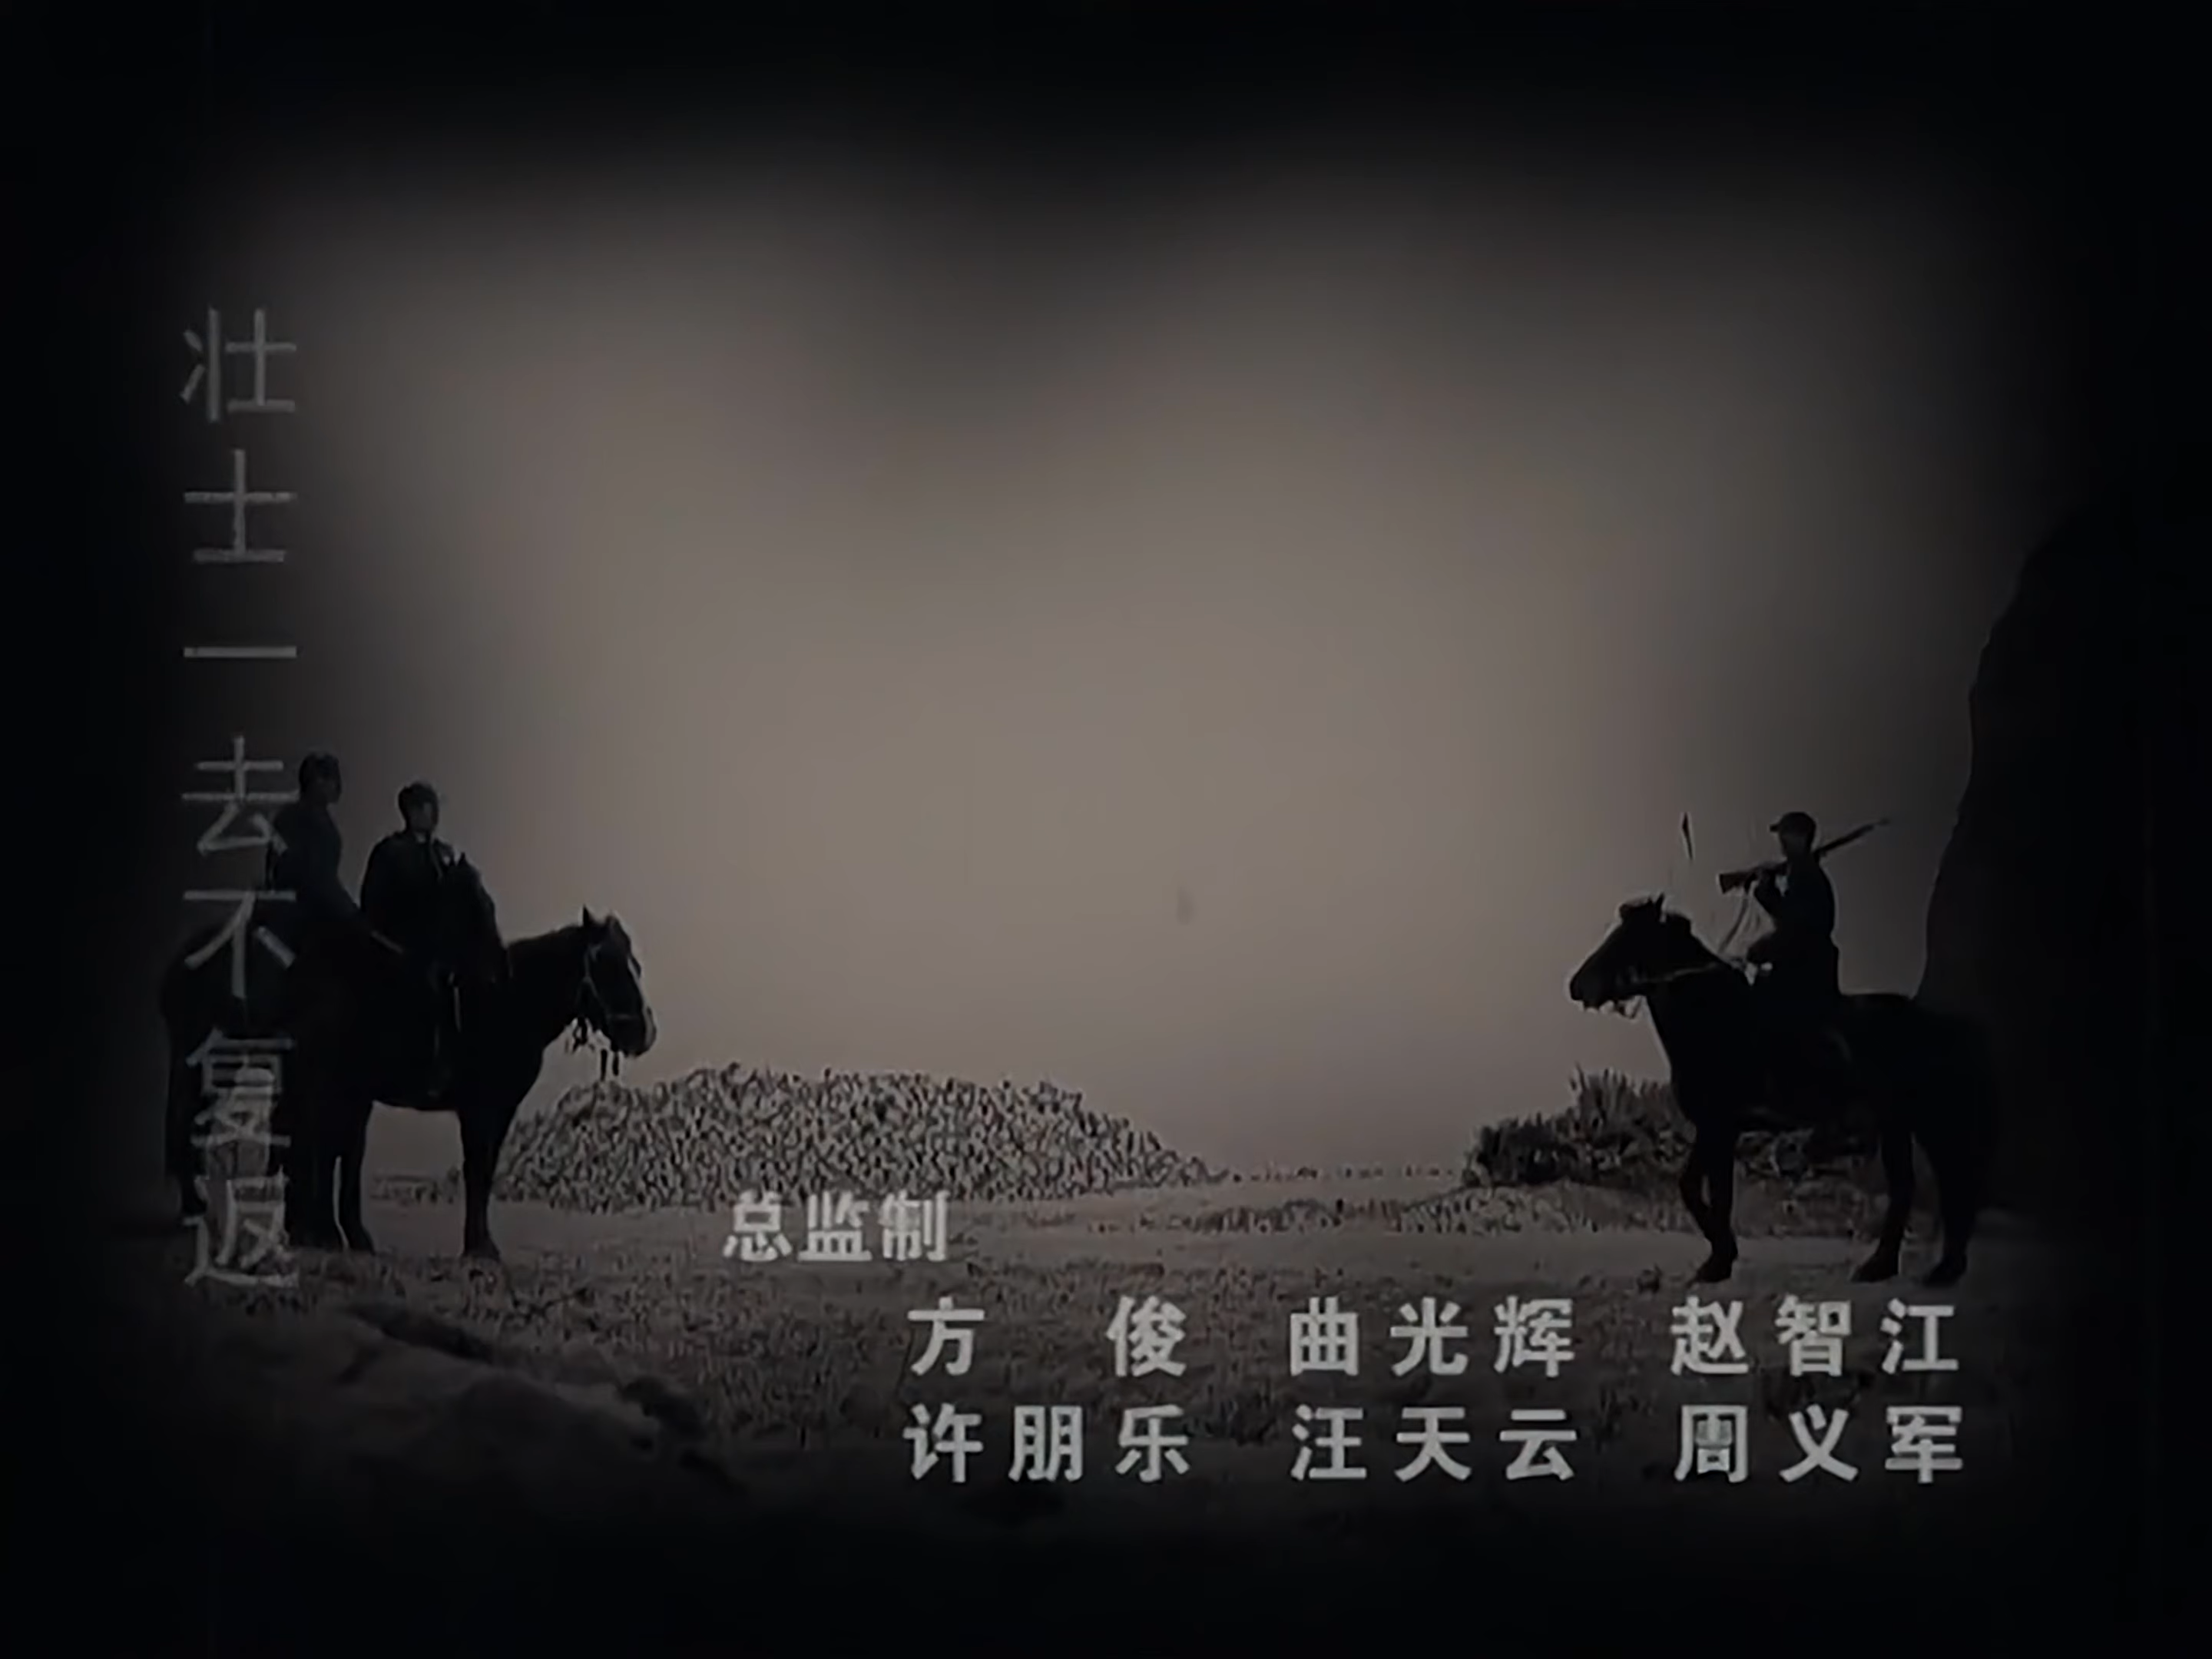 壮士一去不复返
总监制
方 俊 曲光辉 赵智江
许朋乐 汪天云 周义军